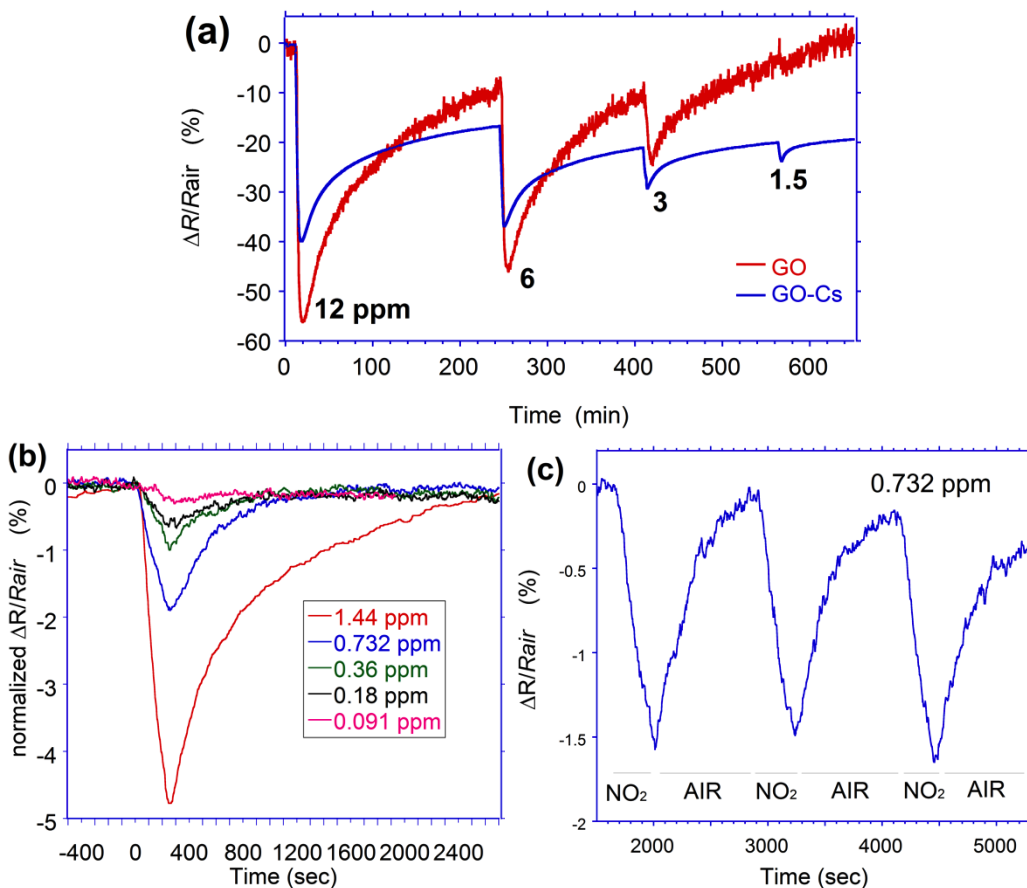 (a)
0
-10
-20
-30
-40
-50
-60
ΔR/Rair (%)
12 ppm
6
3
1.5
GO
GO-Cs
0 100 200 300 400 500 600
Time (min)
(b)
0
-1
-2
-3
-4
-5
normalized ΔR/Rair (%)
1.44 ppm
0.732 ppm
0.36 ppm
0.18 ppm
0.091 ppm
-400 0 400 800 1200 1600 2000 2400
Time (sec)
(c)
0.732 ppm
0
-0.5
-1
-1.5
-2
ΔR/Rair (%)
NO₂ AIR NO₂ AIR NO₂ AIR
2000 3000 4000 5000
Time (sec)